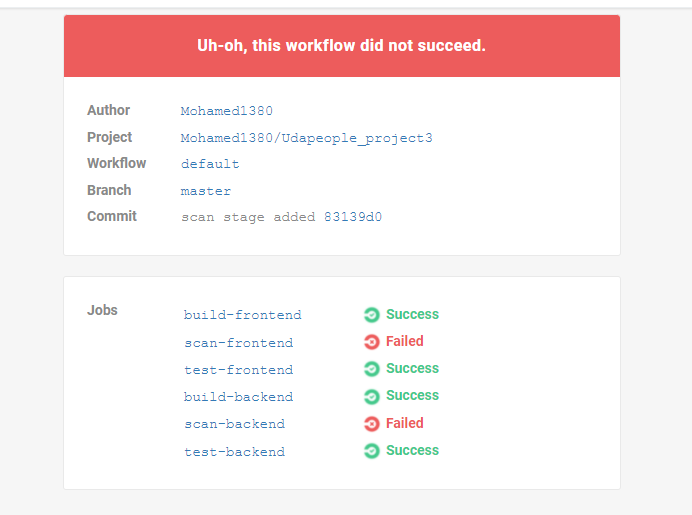 Uh-oh, this workflow did not succeed.
Author Mohamed1380
Project Mohamed1380/Udapeople_project3
Workflow default
Branch master
Commit scan stage added 83139d0
Jobs build-frontend Success
scan-frontend Failed
test-frontend Success
build-backend Success
scan-backend Failed
test-backend Success